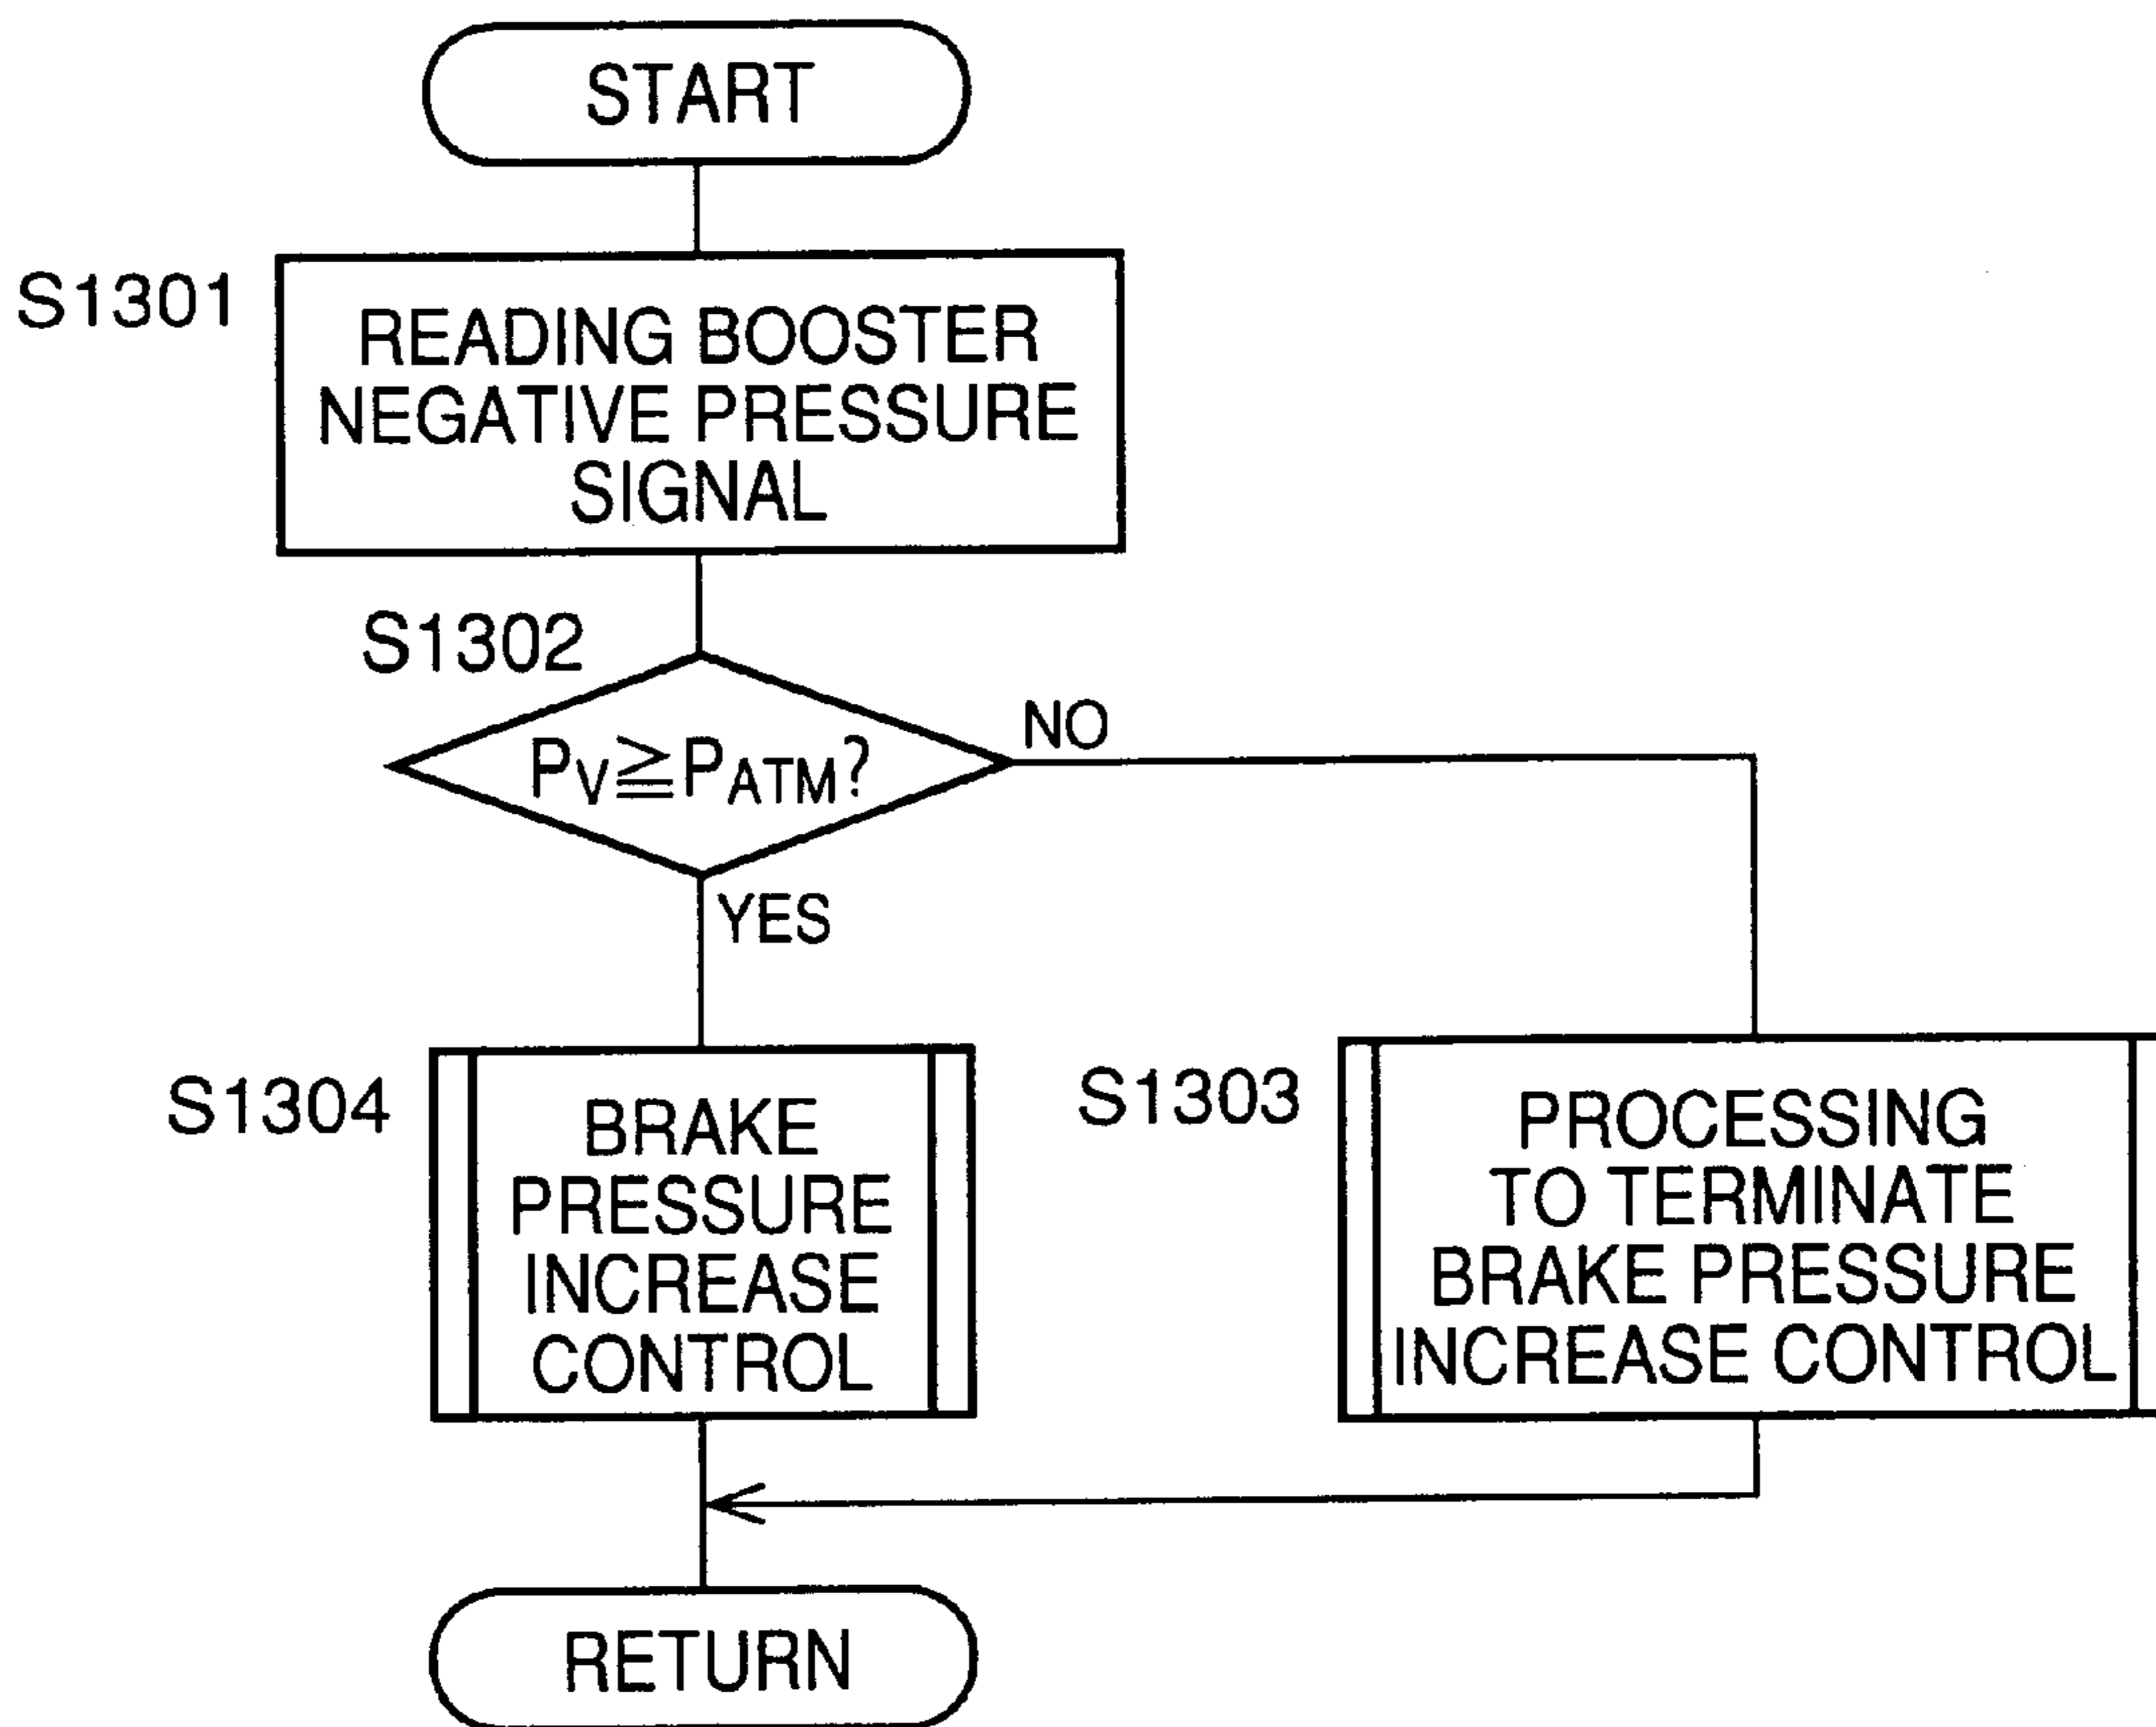 START
S1301
READING BOOSTER
NEGATIVE PRESSURE
SIGNAL
S1302
PV≧PATM?
NO
YES
S1304
BRAKE
PRESSURE
INCREASE
CONTROL
S1303
PROCESSING
TO TERMINATE
BRAKE PRESSURE
INCREASE CONTROL
RETURN